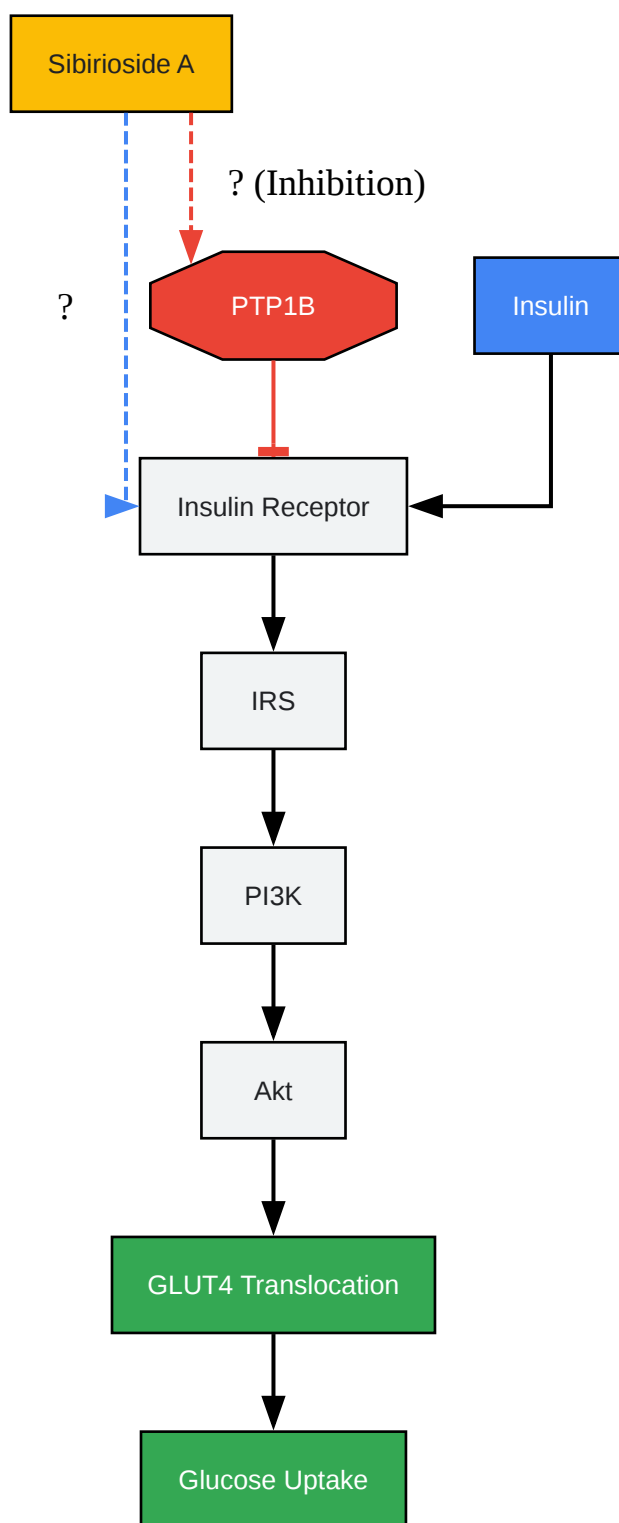 Sibirioside A
? (Inhibition)
?
PTP1B
Insulin
Insulin Receptor
IRS
PI3K
Akt
GLUT4 Translocation
Glucose Uptake